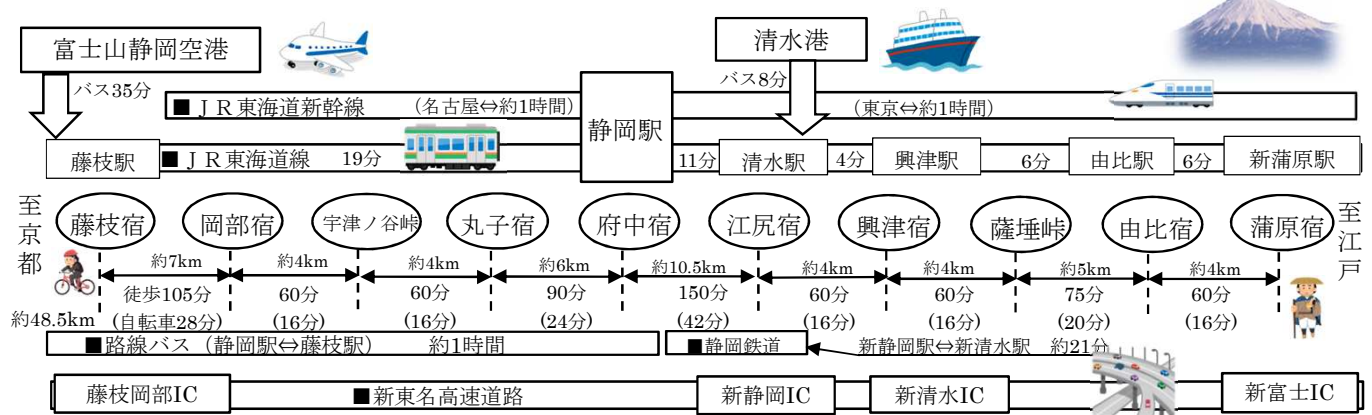 富士山静岡空港
清水港
バス35分
バス8分
■ＪＲ東海道新幹線 (名古屋⇔約1時間) (東京⇔約1時間)
静岡駅
藤枝駅 ■ＪＲ東海道線 19分 11分 清水駅 4分 興津駅 6分 由比駅 6分 新蒲原駅
至京都
藤枝宿 岡部宿 宇津ノ谷峠 丸子宿 府中宿 江尻宿 興津宿 薩埵峠 由比宿 蒲原宿
至江戸
約7km 約4km 約4km 約6km 約10.5km 約4km 約4km 約5km 約4km
徒歩105分 60分 60分 90分 150分 60分 60分 75分 60分
約48.5km (自転車28分) (16分) (16分) (24分) (42分) (16分) (16分) (20分) (16分)
■路線バス（静岡駅⇔藤枝駅） 約1時間 ■静岡鉄道 新静岡駅⇔新清水駅 約21分
藤枝岡部IC ■新東名高速道路 新静岡IC 新清水IC 新富士IC